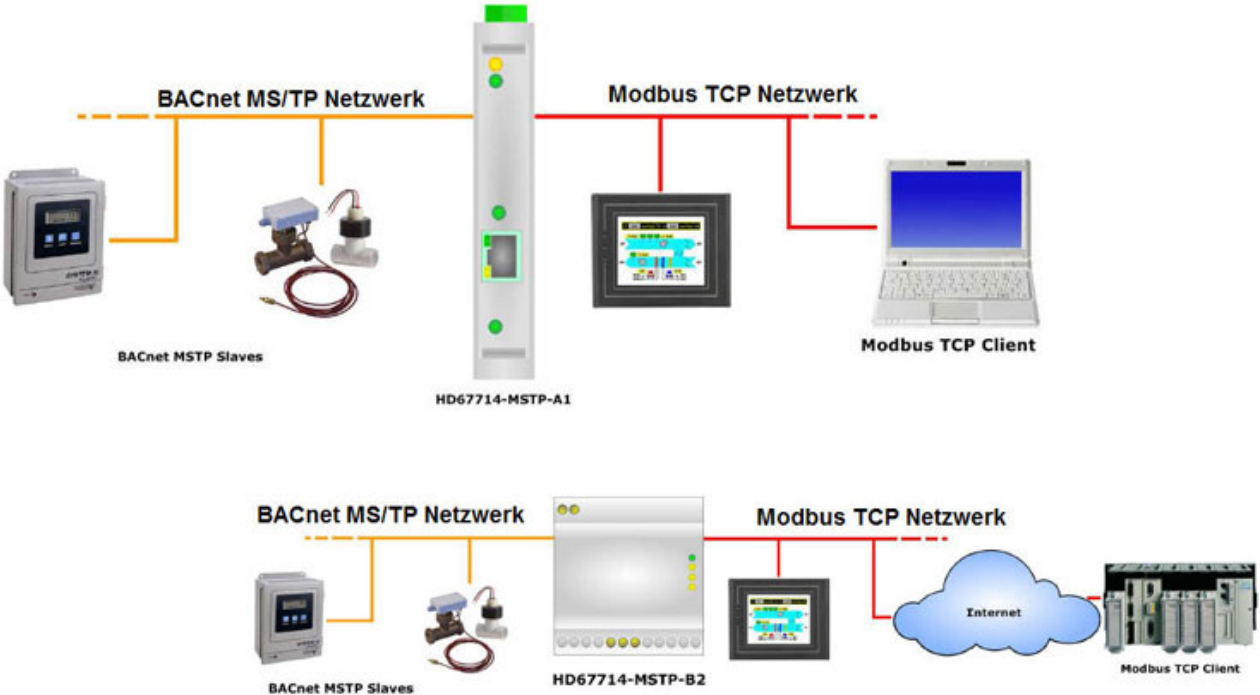 BACnet MS/TP Netzwerk
Modbus TCP Netzwerk
BACnet MSTP Slaves
Modbus TCP Client
HD67714-MSTP-A1
BACnet MS/TP Netzwerk
Modbus TCP Netzwerk
Internet
BACnet MSTP Slaves
HD67714-MSTP-B2
Modbus TCP Client